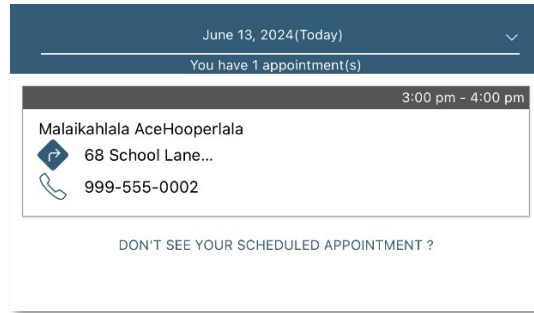 June 13, 2024(Today)
You have 1 appointment(s)
3:00 pm - 4:00 pm
Malaikahlala AceHooperlala
68 School Lane...
999-555-0002
DON'T SEE YOUR SCHEDULED APPOINTMENT ?